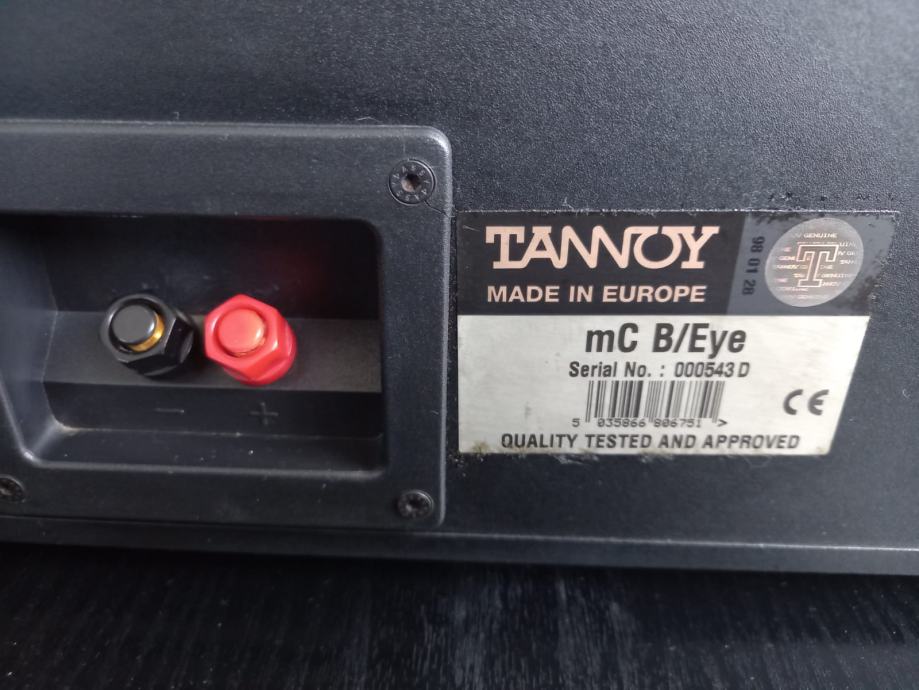 TANNOY
MADE IN EUROPE
98 01 28
T
mC B/Eye
Serial No. : 000543 D
5 035866 806751 >
CE
QUALITY TESTED AND APPROVED
− +